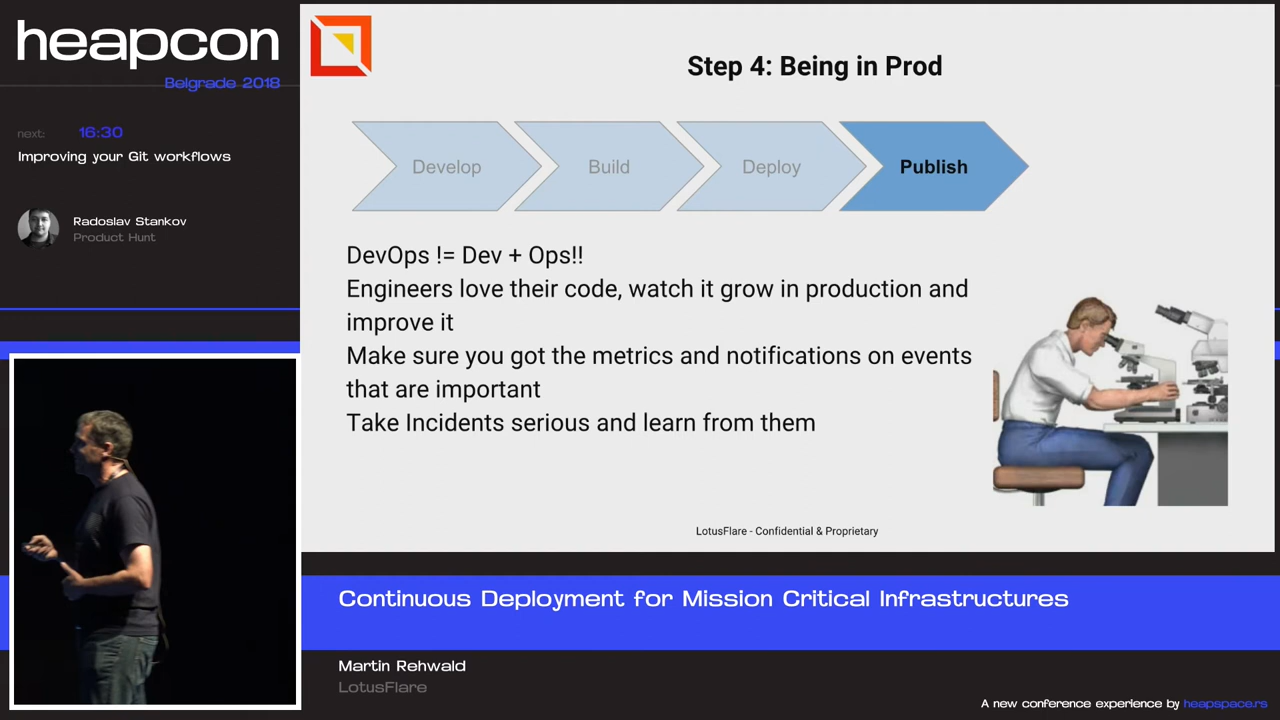 heapcon
Belgrade 2018
next: 16:30
Improving your Git workflows
Radoslav Stankov
Product Hunt
Step 4: Being in Prod
Develop
Build
Deploy
Publish
DevOps != Dev + Ops!!
Engineers love their code, watch it grow in production and
improve it
Make sure you got the metrics and notifications on events
that are important
Take Incidents serious and learn from them
LotusFlare - Confidential & Proprietary
Continuous Deployment for Mission Critical Infrastructures
Martin Rehwald
LotusFlare
A new conference experience by heapspace.rs